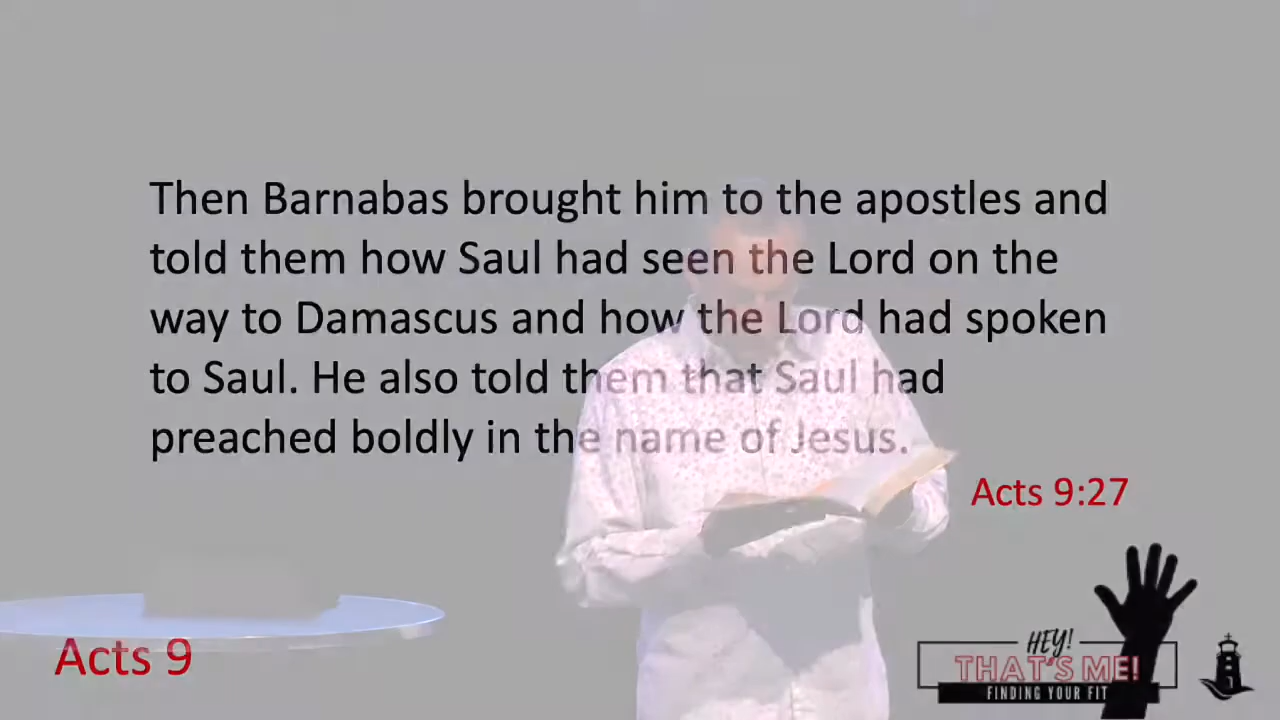 Then Barnabas brought him to the apostles and
told them how Saul had seen the Lord on the
way to Damascus and how the Lord had spoken
to Saul. He also told them that Saul had
preached boldly in the name of Jesus.
Acts 9:27
Acts 9
HEY!
THAT'S ME!
FINDING YOUR FIT